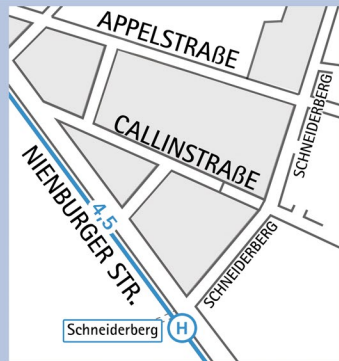 APPELSTRAßE
SCHNEIDERBERG
CALLINSTRAßE
NIENBURGER STR.
4,5
SCHNEIDERBERG
Schneiderberg
H